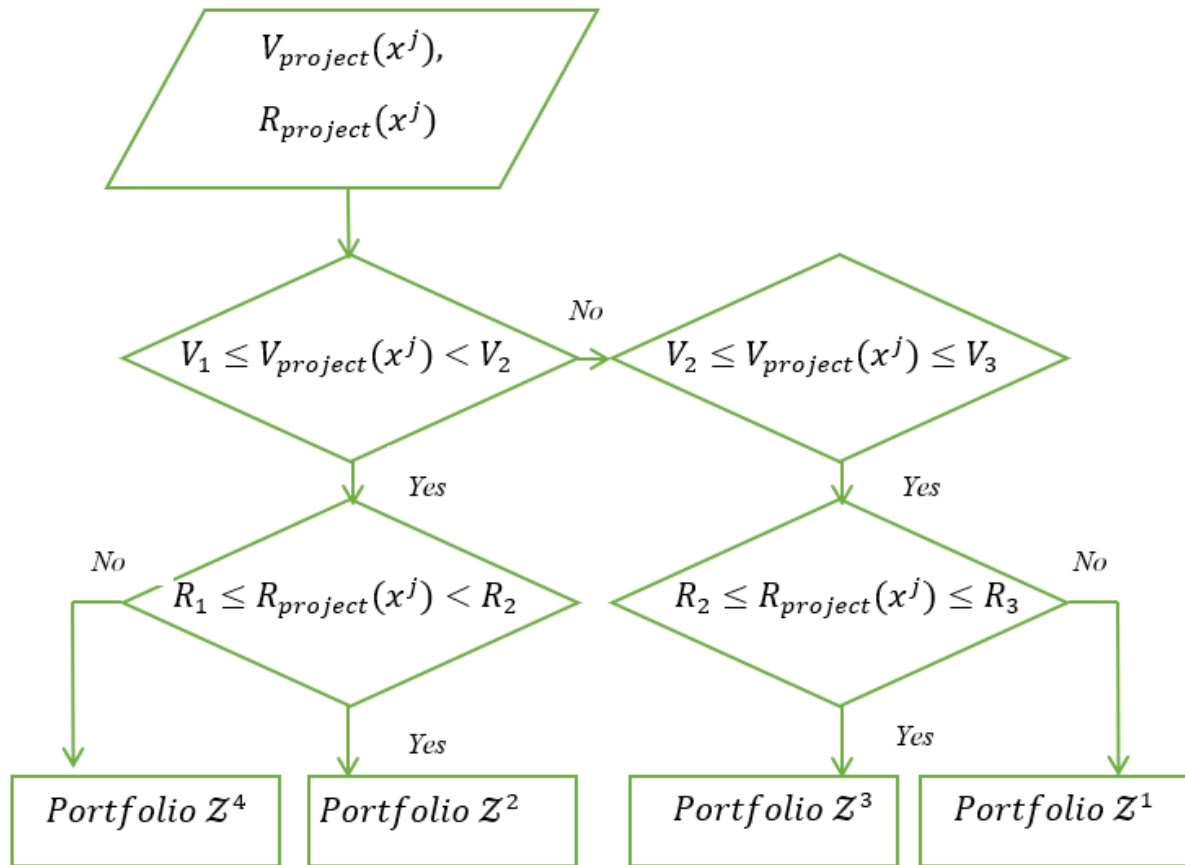 V_project(x^j),
R_project(x^j)
No
V_1 ≤ V_project(x^j) < V_2
V_2 ≤ V_project(x^j) ≤ V_3
Yes
Yes
No
No
R_1 ≤ R_project(x^j) < R_2
R_2 ≤ R_project(x^j) ≤ R_3
Yes
Yes
Portfolio Z^4
Portfolio Z^2
Portfolio Z^3
Portfolio Z^1